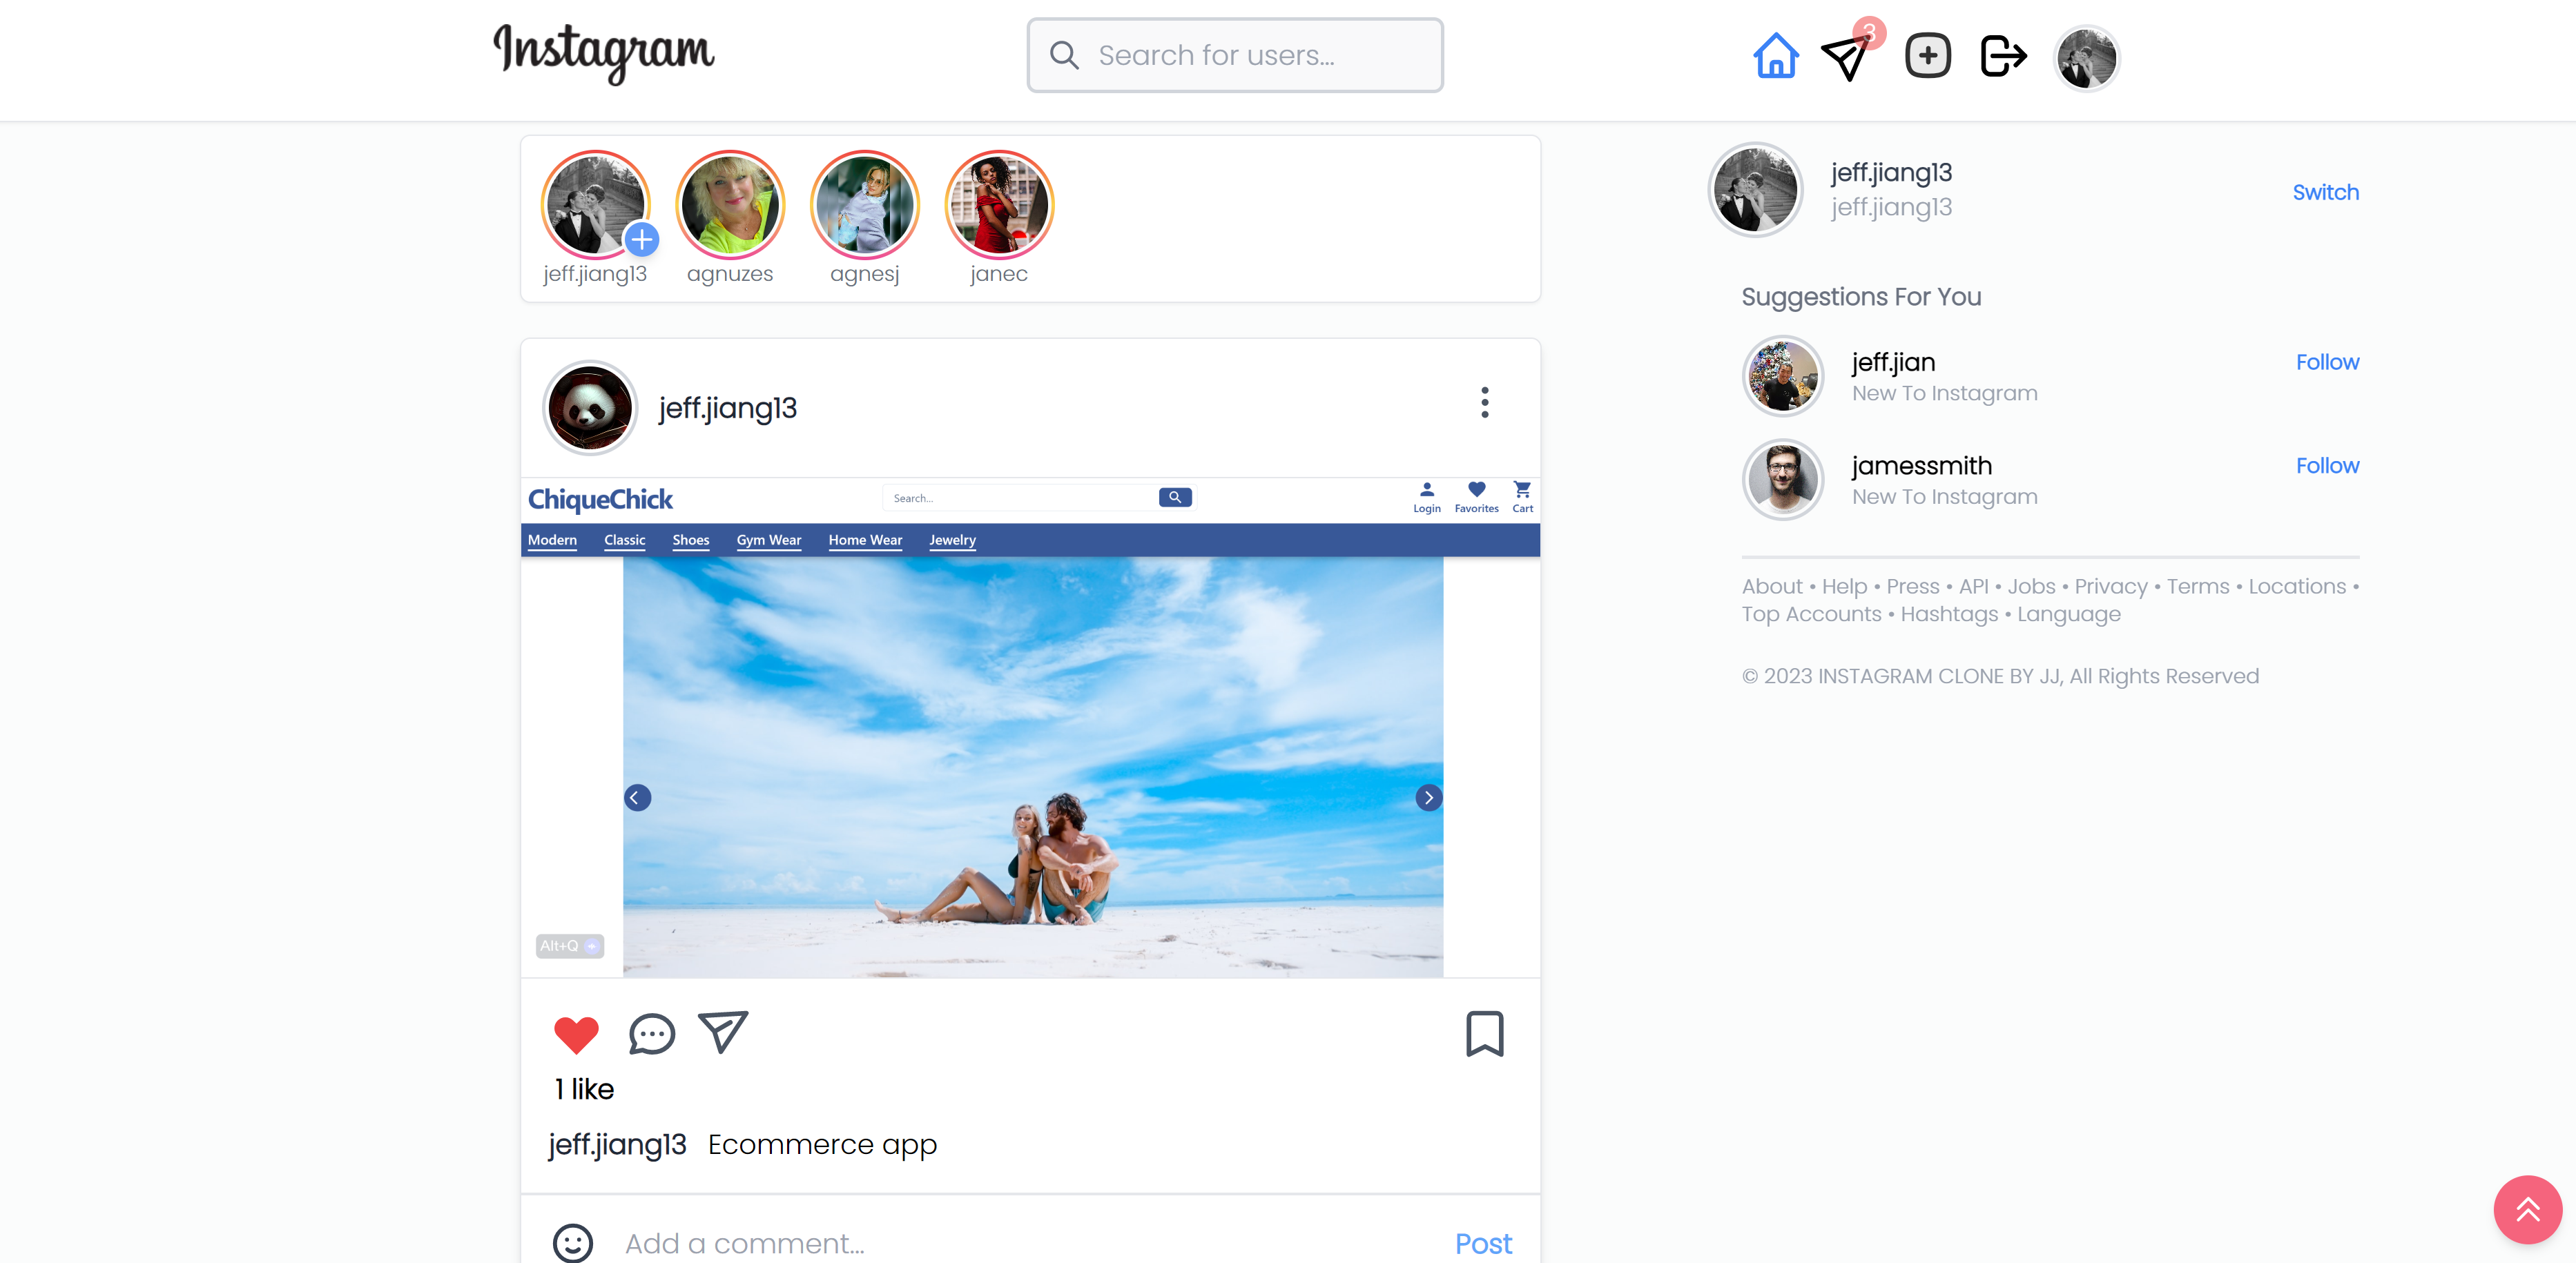 Instagram
Search for users...
3
jeff.jiang13
agnuzes
agnesj
janec
jeff.jiang13
jeff.jiang13
Switch
Suggestions For You
jeff.jian
New To Instagram
Follow
jamessmith
New To Instagram
Follow
About • Help • Press • API • Jobs • Privacy • Terms • Locations •
Top Accounts • Hashtags • Language
© 2023 INSTAGRAM CLONE BY JJ, All Rights Reserved
jeff.jiang13
ChiqueChick
Search...
Login Favorites Cart
Modern Classic Shoes Gym Wear Home Wear Jewelry
Alt+Q
1 like
jeff.jiang13 Ecommerce app
Add a comment...
Post